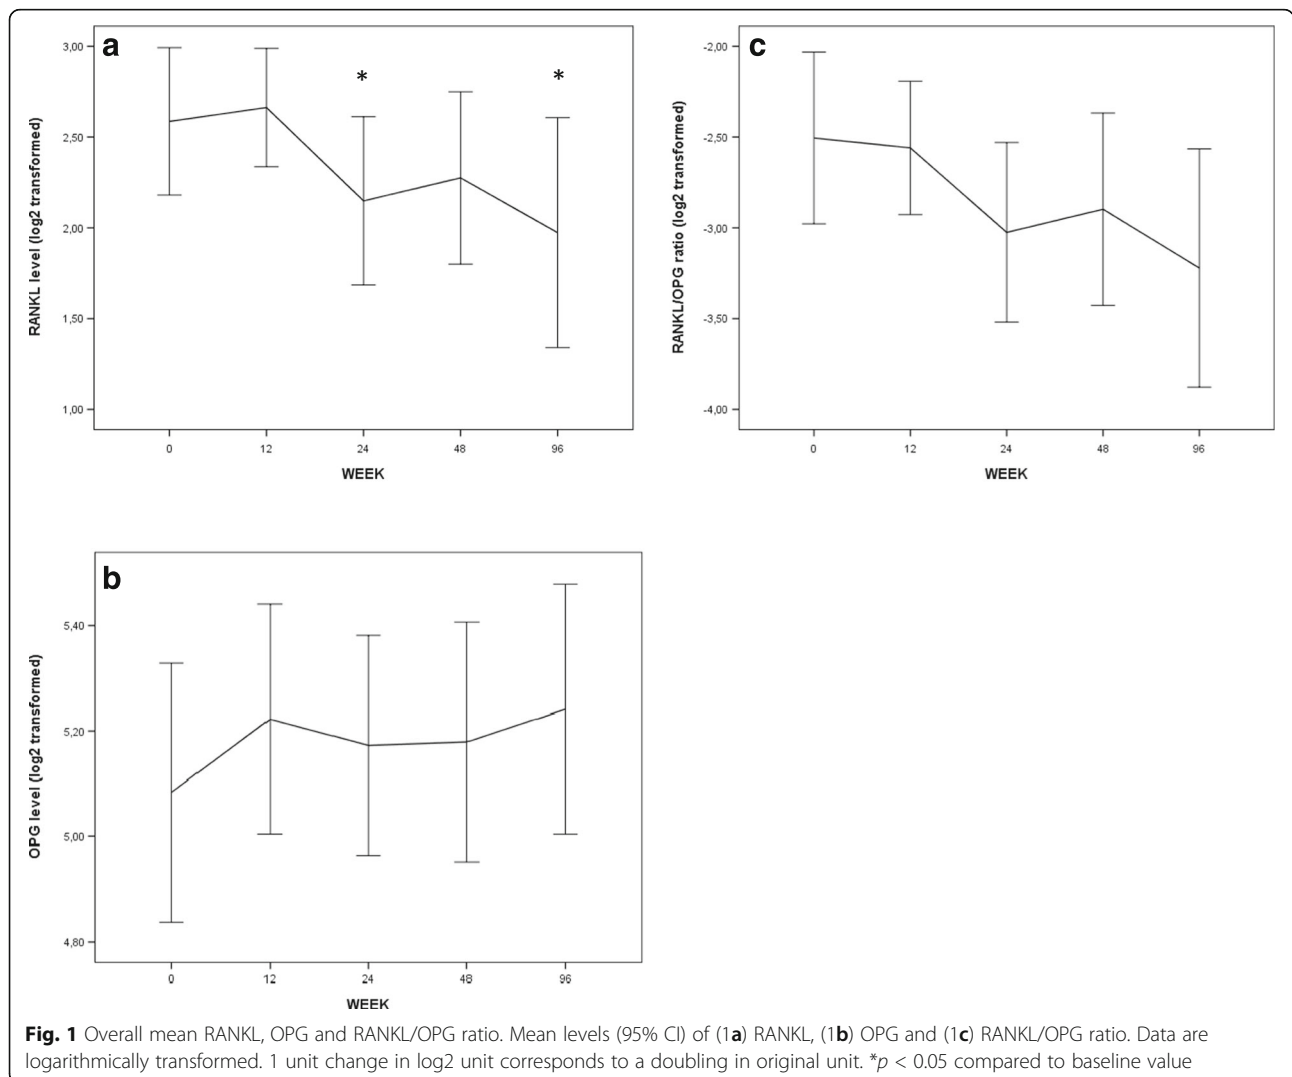 a
3,00
2,50
2,00
1,50
1,00
RANKL level (log2 transformed)
* *
0 12 24 48 96
WEEK
c
-2,00
-2,50
-3,00
-3,50
-4,00
RANKL/OPG ratio (log2 transformed)
0 12 24 48 96
WEEK
b
5,40
5,20
5,00
4,80
OPG level (log2 transformed)
0 12 24 48 96
WEEK
Fig. 1 Overall mean RANKL, OPG and RANKL/OPG ratio. Mean levels (95% CI) of (1a) RANKL, (1b) OPG and (1c) RANKL/OPG ratio. Data are
logarithmically transformed. 1 unit change in log2 unit corresponds to a doubling in original unit. *p < 0.05 compared to baseline value